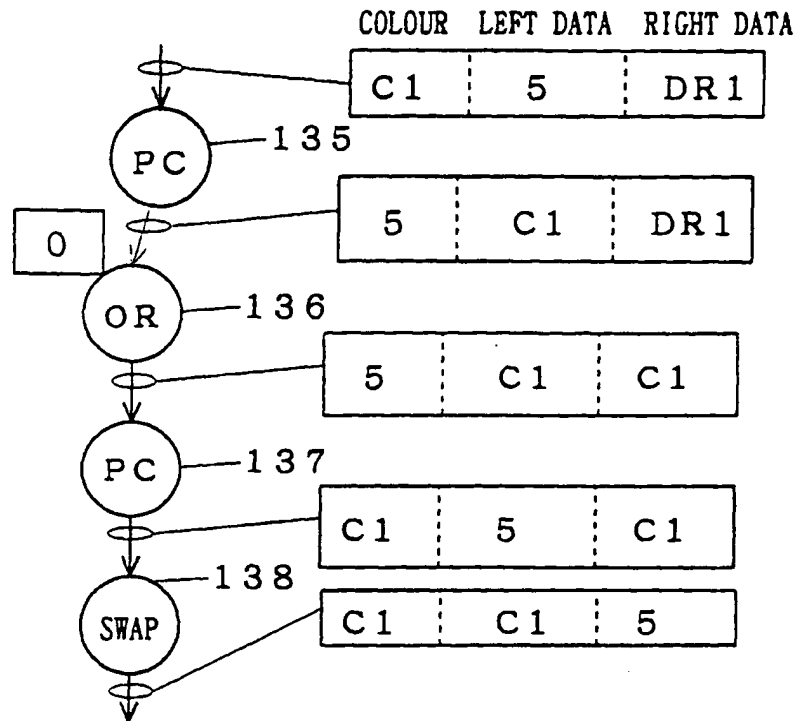 COLOUR LEFT DATA RIGHT DATA
C1 5 DR1
PC 135
5 C1 DR1
0
OR 136
5 C1 C1
PC 137
C1 5 C1
138
SWAP
C1 C1 5